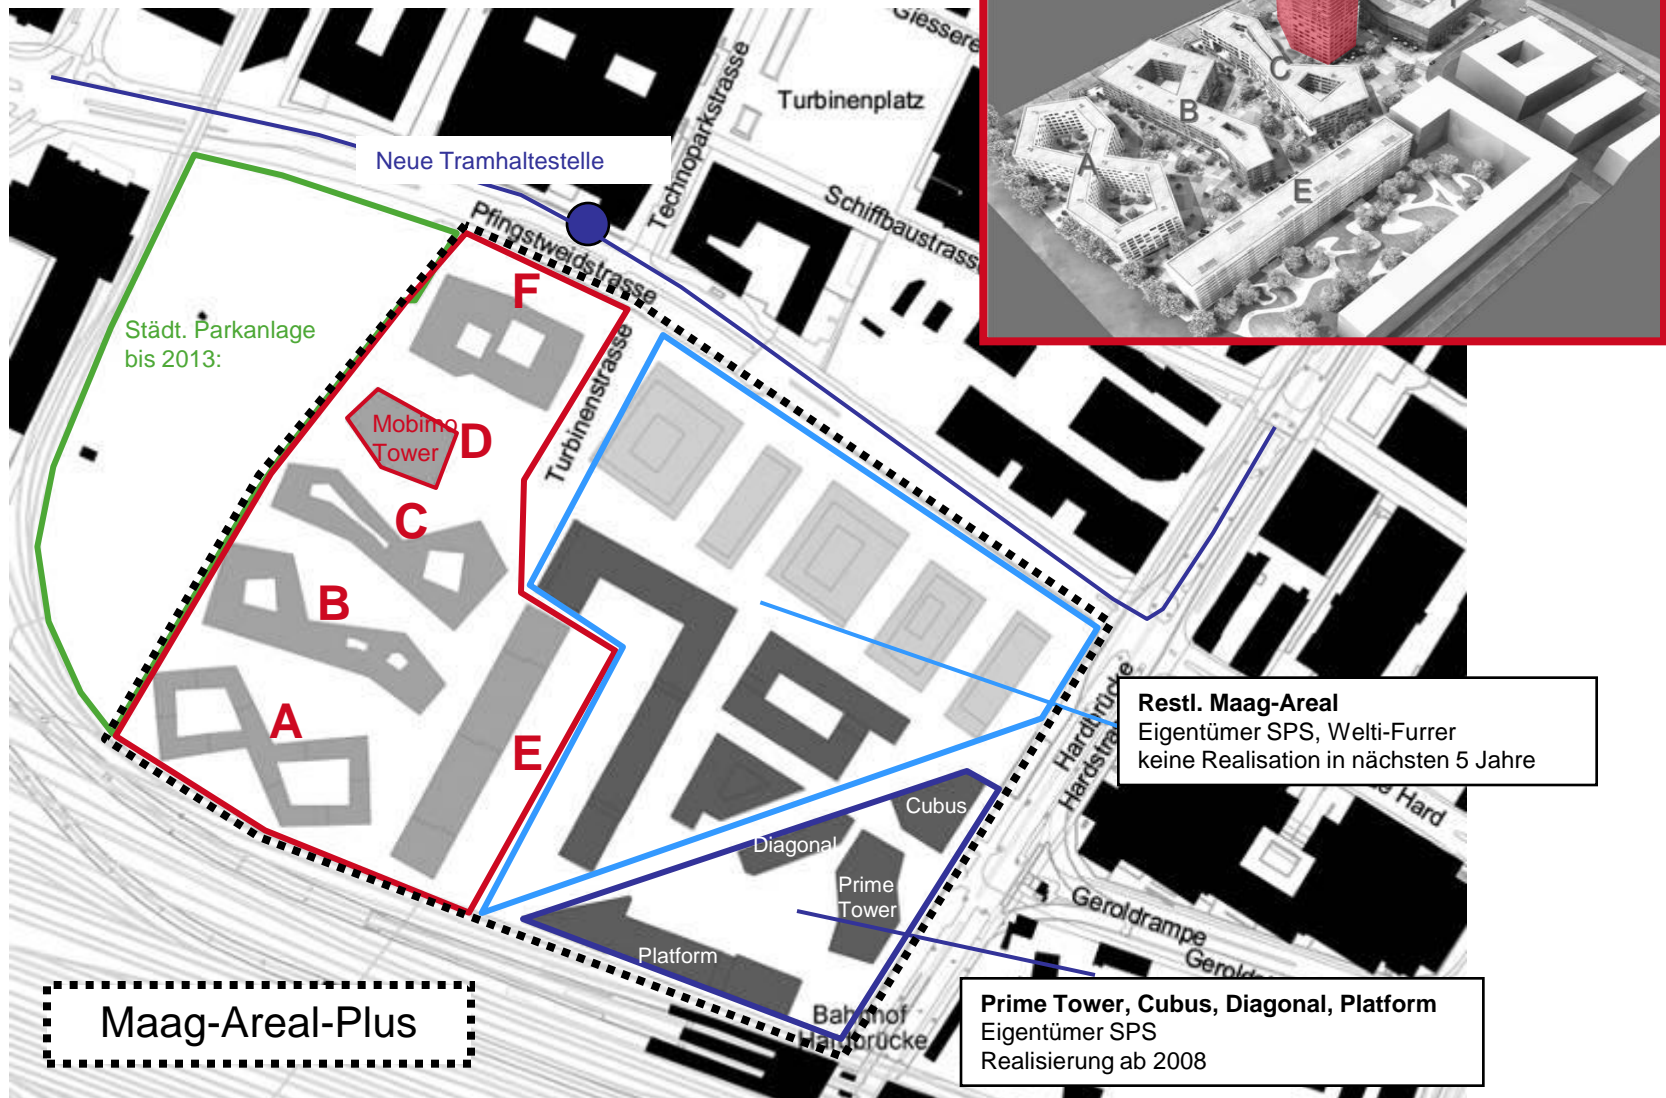 Giessere
Turbinenplatz
Technoparkstrasse
Neue Tramhaltestelle
Schiffbaustrass
Pfingstweidstrasse
C
B
A
E
F
Städt. Parkanlage
bis 2013:
Turbinenstrasse
Mobimo
Tower
D
C
B
A
E
Hardbrücke
Hardstra
Restl. Maag-Areal
Eigentümer SPS, Welti-Furrer
keine Realisation in nächsten 5 Jahre
Hard
Cubus
Diagonal
Prime
Tower
Platform
Geroldrampe
Gerold
Bahnhof
Hardbrücke
Prime Tower, Cubus, Diagonal, Platform
Eigentümer SPS
Realisierung ab 2008
Maag-Areal-Plus